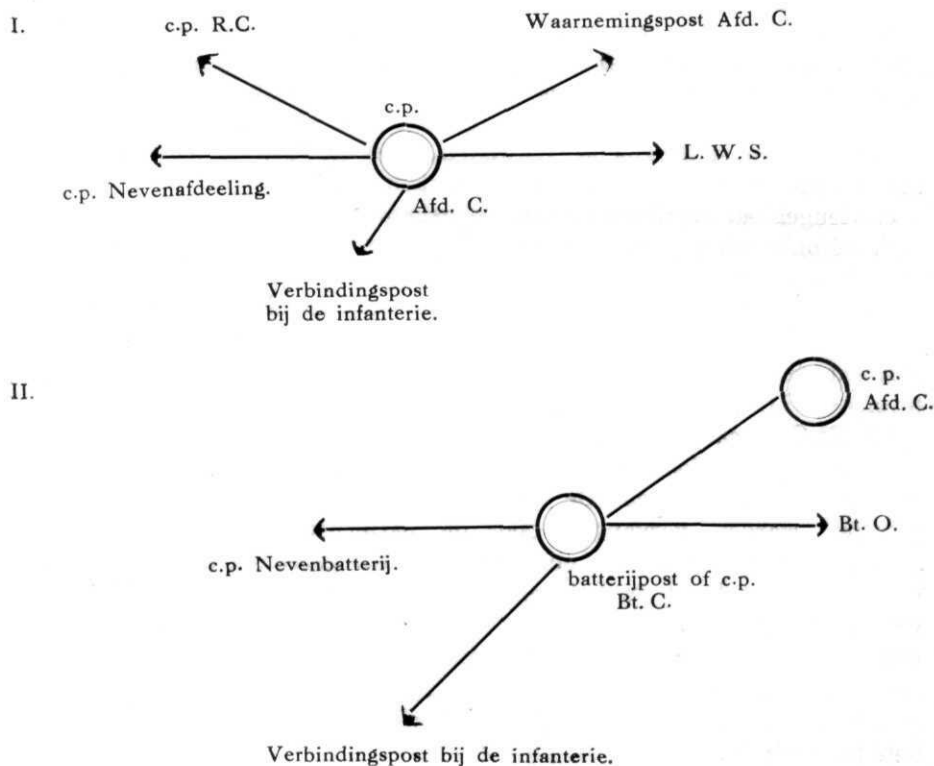 I.
c.p. R.C.
Waarnemingspost Afd. C.
c.p.
L. W. S.
c.p. Nevenafdeeling.
Afd. C.
Verbindingspost
bij de infanterie.
II.
c. p.
Afd. C.
Bt. O.
c.p. Nevenbatterij.
batterijpost of c.p.
Bt. C.
Verbindingspost bij de infanterie.